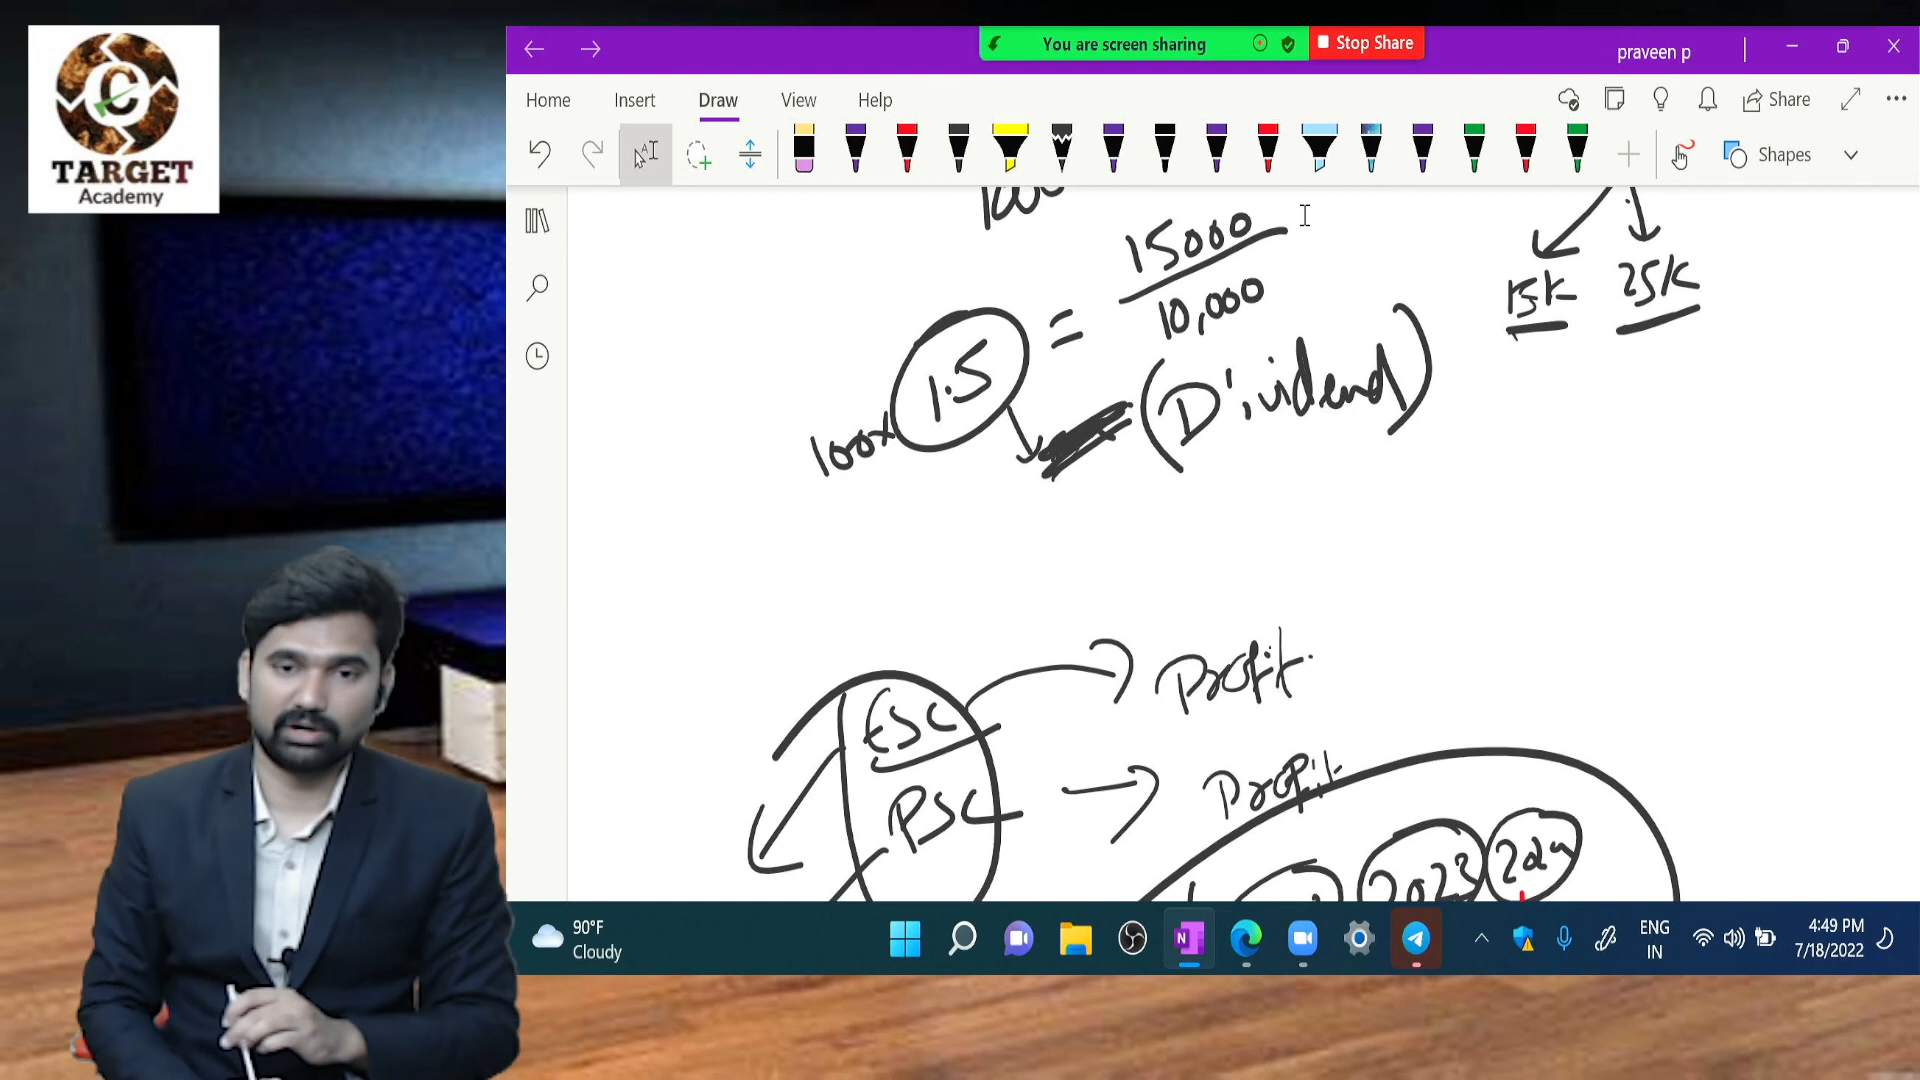 C
TARGET
Academy
You are screen sharing
Stop Share
praveen p
Home Insert Draw View Help
Share
Shapes
15000
10,000
=
1.5
100x
(Dividend)
15K 25K
ESC Profit
PSC Profit
2023 2024
90°F
Cloudy
ENG
IN
4:49 PM
7/18/2022